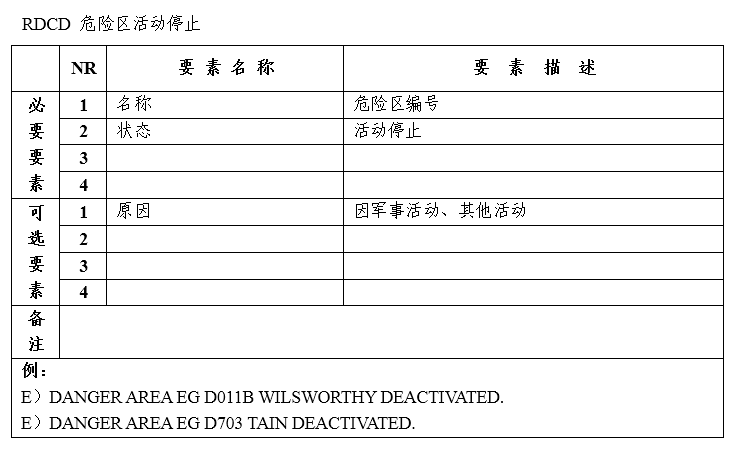 RDCD 危险区活动停止
NR 要素名称 要素描述
必要要素
1 名称 危险区编号
2 状态 活动停止
3
4
可选要素
1 原因 因军事活动、其他活动
2
3
4
备注
例：
E）DANGER AREA EG D011B WILSWORTHY DEACTIVATED.
E）DANGER AREA EG D703 TAIN DEACTIVATED.